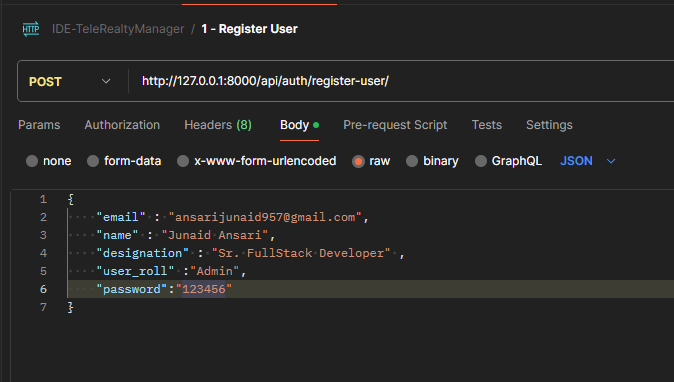 HTTP IDE-TeleRealtyManager / 1 - Register User
POST http://127.0.0.1:8000/api/auth/register-user/
Params Authorization Headers (8) Body Pre-request Script Tests Settings
none form-data x-www-form-urlencoded raw binary GraphQL JSON
1 {
2 "email" : "ansarijunaid957@gmail.com",
3 "name" : "Junaid Ansari",
4 "designation" : "Sr. FullStack Developer" ,
5 "user_roll" :"Admin",
6 "password":"123456"
7 }